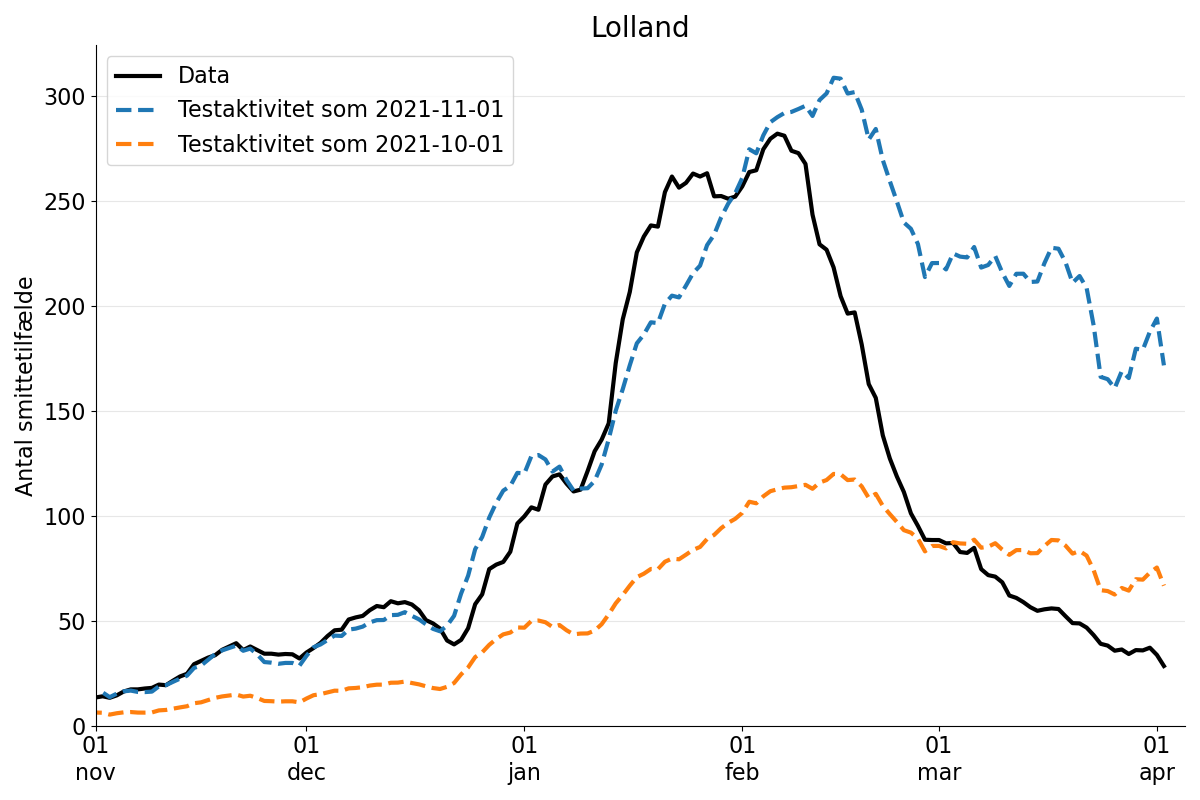 Lolland
Data
Testaktivitet som 2021-11-01
Testaktivitet som 2021-10-01
Antal smittetilfælde
300
250
200
150
100
50
0
01 01 01 01 01 01
nov dec jan feb mar apr